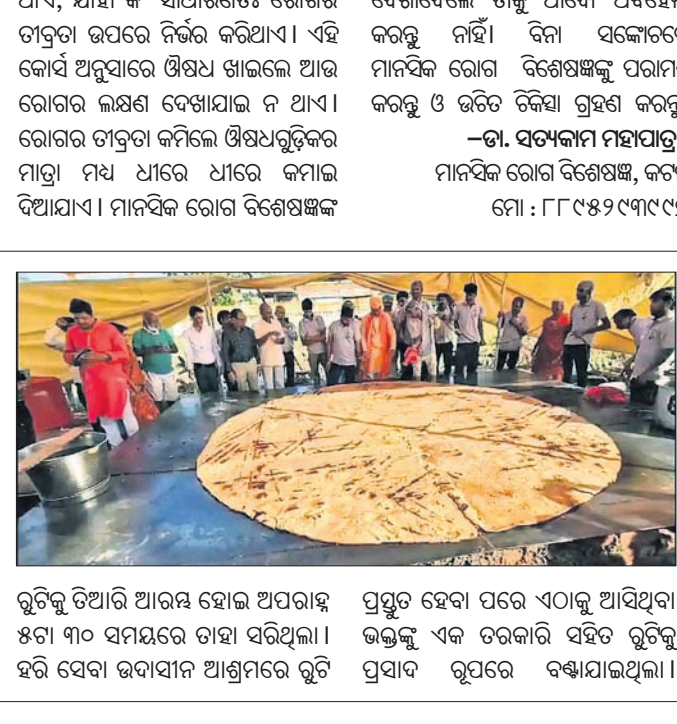 ତୀବ୍ରତା ଉପରେ ନିର୍ଭର କରିଥାଏ। ଏହି
କୋର୍ସ ଅନୁସାରେ ଔଷଧ ଖାଇଲେ ଆଉ
ରୋଗର ଲକ୍ଷଣ ଦେଖାଯାଇ ନ ଥାଏ।
ରୋଗର ତୀବ୍ରତା କମିଲେ ଔଷଧଗୁଡ଼ିକର
ମାତ୍ରା ମଧ୍ୟ ଧୀରେ ଧୀରେ କମାଇ
ଦିଆଯାଏ। ମାନସିକ ରୋଗ ବିଶେଷଜ୍ଞଙ୍କ
କରନ୍ତୁ ନାହିଁ। ବିନା
ମାନସିକ ରୋଗ ବିଶେଷଜ୍ଞଙ୍କୁ
କରନ୍ତୁ ଓ ଉଚିତ ଚିକିତ୍ସା ଗ୍ରହଣ
–ଡା. ସତ୍ୟକାମ ମହାପାତ୍ର
ମାନସିକ ରୋଗ ବିଶେଷଜ୍ଞ,
ମୋ :
ରୁଟିକୁ ତିଆରି ଆରମ୍ଭ ହୋଇ ଅପରାହ୍ନ
୫ଟା ୩୦ ସମୟରେ ତାହା ସରିଥିଲା।
ହରି ସେବା ଉଦାସୀନ ଆଶ୍ରମରେ ରୁଟି
ପ୍ରସ୍ତୁତ ହେବା ପରେ ଏଠାକୁ ଆସିଥିବା
ଭକ୍ତଙ୍କୁ ଏକ ତରକାରି ସହିତ ରୁଟିକୁ
ପ୍ରସାଦ ରୂପରେ ବଣ୍ଟାଯାଇଥିଲା।